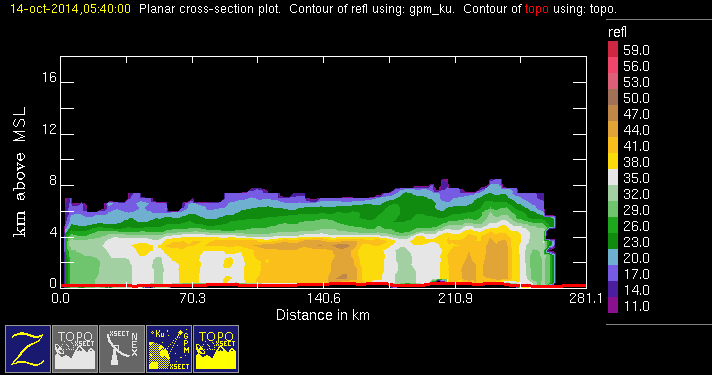 14-oct-2014,05:40:00 Planar cross-section plot. Contour of refl using: gpm_ku. Contour of topo using: topo.
refl
59.0
56.0
53.0
50.0
47.0
44.0
41.0
38.0
35.0
32.0
29.0
26.0
23.0
20.0
17.0
14.0
11.0
km above MSL
16
12
8
4
0
0.0 70.3 140.6 210.9 281.1
Distance in km
Z
TOPO XSECT
XSECT
Ku GPM XSECT
TOPO XSECT